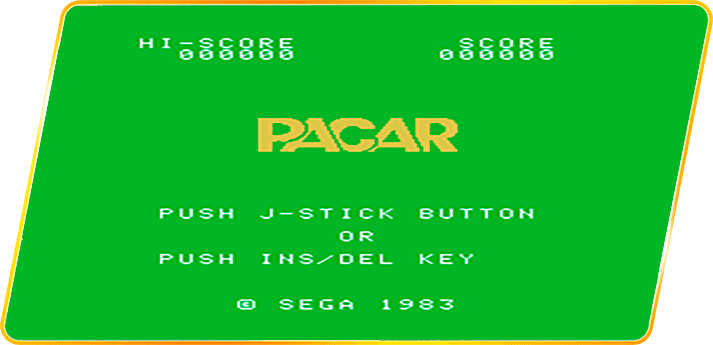 HI-SCORE SCORE
000000 000000
PACAR
PUSH J-STICK BUTTON
OR
PUSH INS/DEL KEY
© SEGA 1983